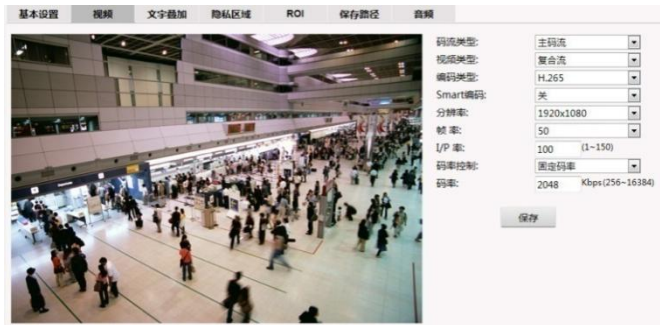 基本设置 视频 文字叠加 隐私区域 ROI 保存路径 音频
码流类型: 主码流
视频类型: 复合流
编码类型: H.265
Smart编码: 关
分辨率: 1920x1080
帧 率: 50
I/P 率: 100 (1~150)
码率控制: 固定码率
码率: 2048 Kbps(256~16384)
保存